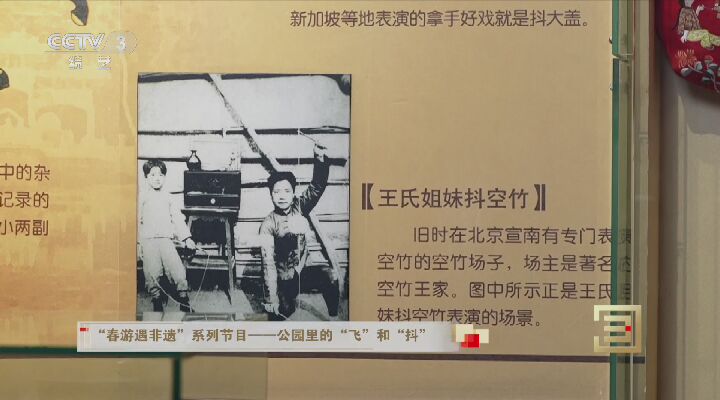 新加坡等地表演的拿手好戏就是抖大盖。
CCTV 3
综艺
中的杂
记录的
小两副
【王氏姐妹抖空竹】
旧时在北京宣南有专门表演
空竹的空竹场子，场主是著名的
空竹王家。图中所示正是王氏姐
妹抖空竹表演的场景。
“春游遇非遗”系列节目——公园里的“飞”和“抖”